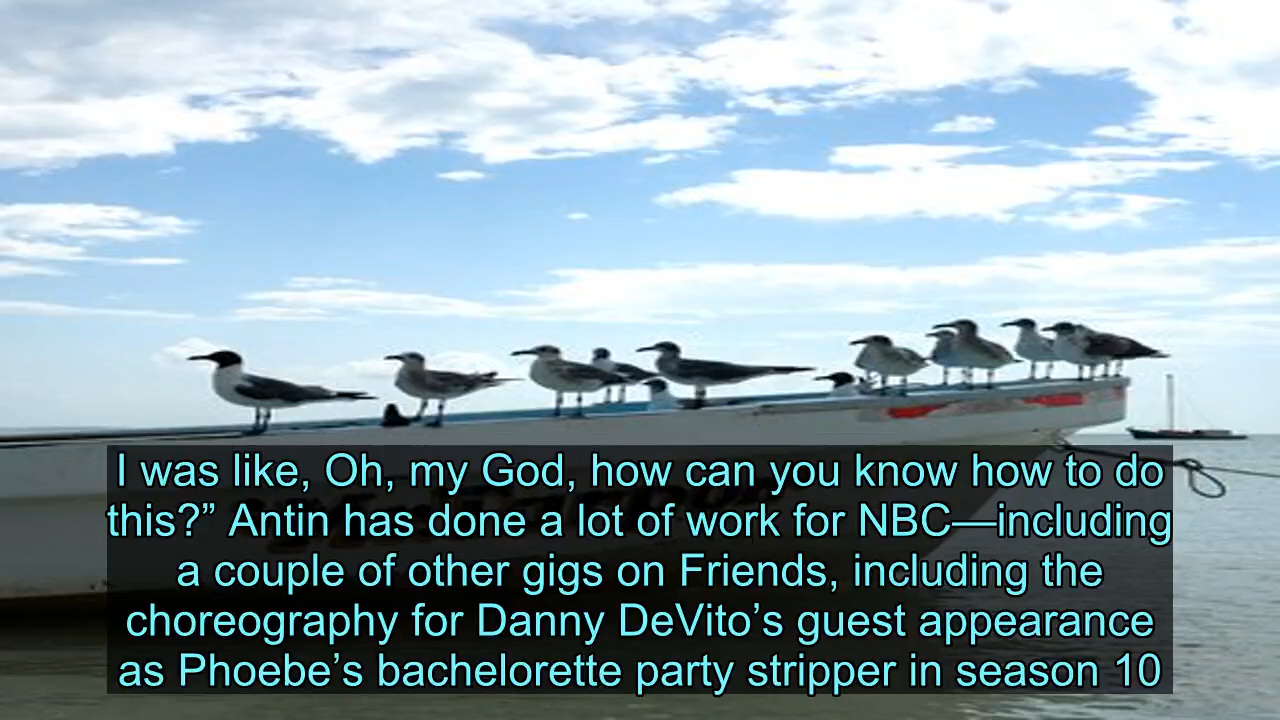 I was like, Oh, my God, how can you know how to do
this?” Antin has done a lot of work for NBC—including
a couple of other gigs on Friends, including the
choreography for Danny DeVito’s guest appearance
as Phoebe’s bachelorette party stripper in season 10